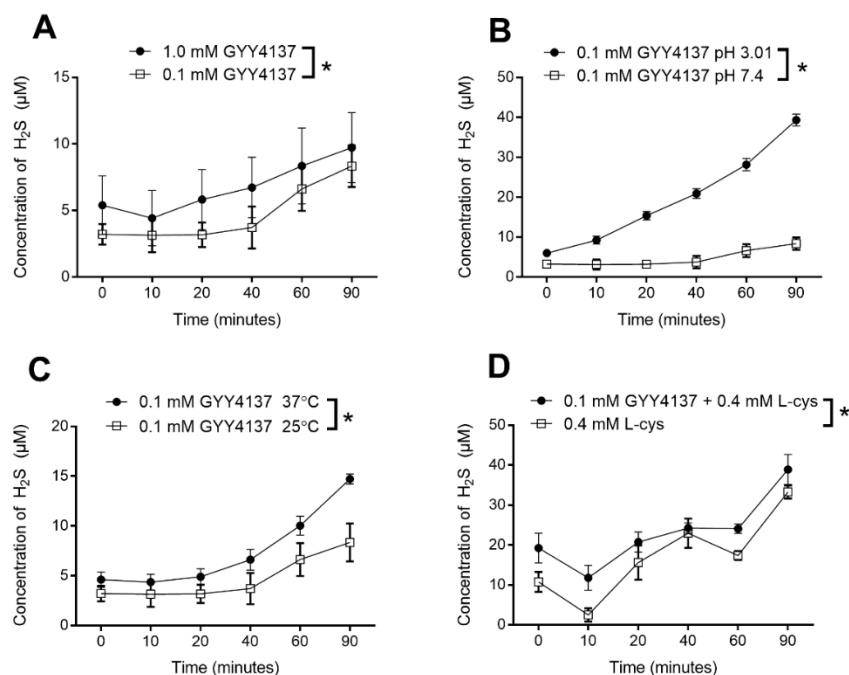 A
1.0 mM GYY4137
0.1 mM GYY4137
*
Concentration of H₂S (µM)
15
10
5
0
0 10 20 40 60 90
Time (minutes)
B
0.1 mM GYY4137 pH 3.01
0.1 mM GYY4137 pH 7.4
*
Concentration of H₂S (µM)
50
40
30
20
10
0
0 10 20 40 60 90
Time (minutes)
C
0.1 mM GYY4137 37°C
0.1 mM GYY4137 25°C
*
Concentration of H₂S (µM)
20
15
10
5
0
0 10 20 40 60 90
Time (minutes)
D
0.1 mM GYY4137 + 0.4 mM L-cys
0.4 mM L-cys
*
Concentration of H₂S (µM)
50
40
30
20
10
0
0 10 20 40 60 90
Time (minutes)